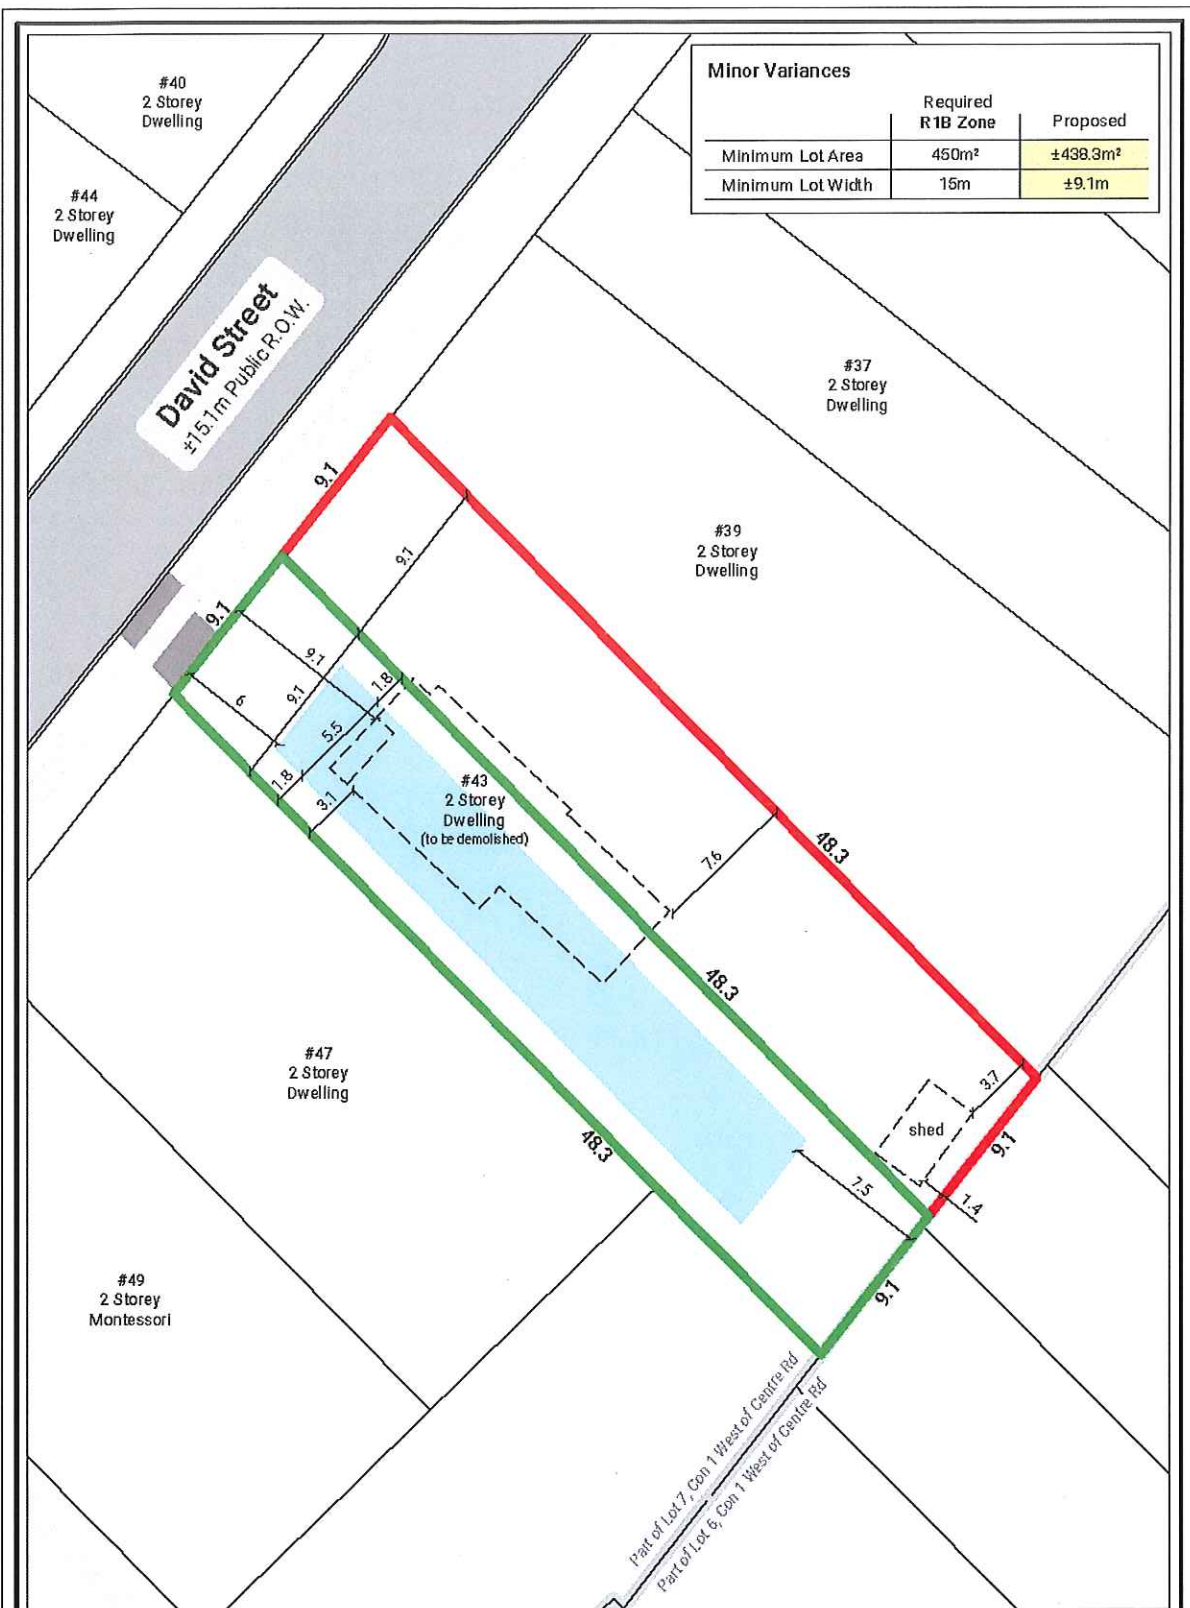 Minor Variances
Required
R1B Zone
Proposed
Minimum Lot Area 450m² ±438.3m²
Minimum Lot Width 15m ±9.1m
#40
2 Storey
Dwelling
#44
2 Storey
Dwelling
David Street
±15.1m Public R.O.W.
#37
2 Storey
Dwelling
#39
2 Storey
Dwelling
9.1
9.1
9.1
9.1
6
9.1
1.8
5.5
1.8
3.1
#43
2 Storey
Dwelling
(to be demolished)
7.6
48.3
48.3
48.3
#47
2 Storey
Dwelling
shed
3.7
9.1
1.4
7.5
9.1
#49
2 Storey
Montessori
Part of Lot 7, Con 1 West of Centre Rd
Part of Lot 6, Con 1 West of Centre Rd